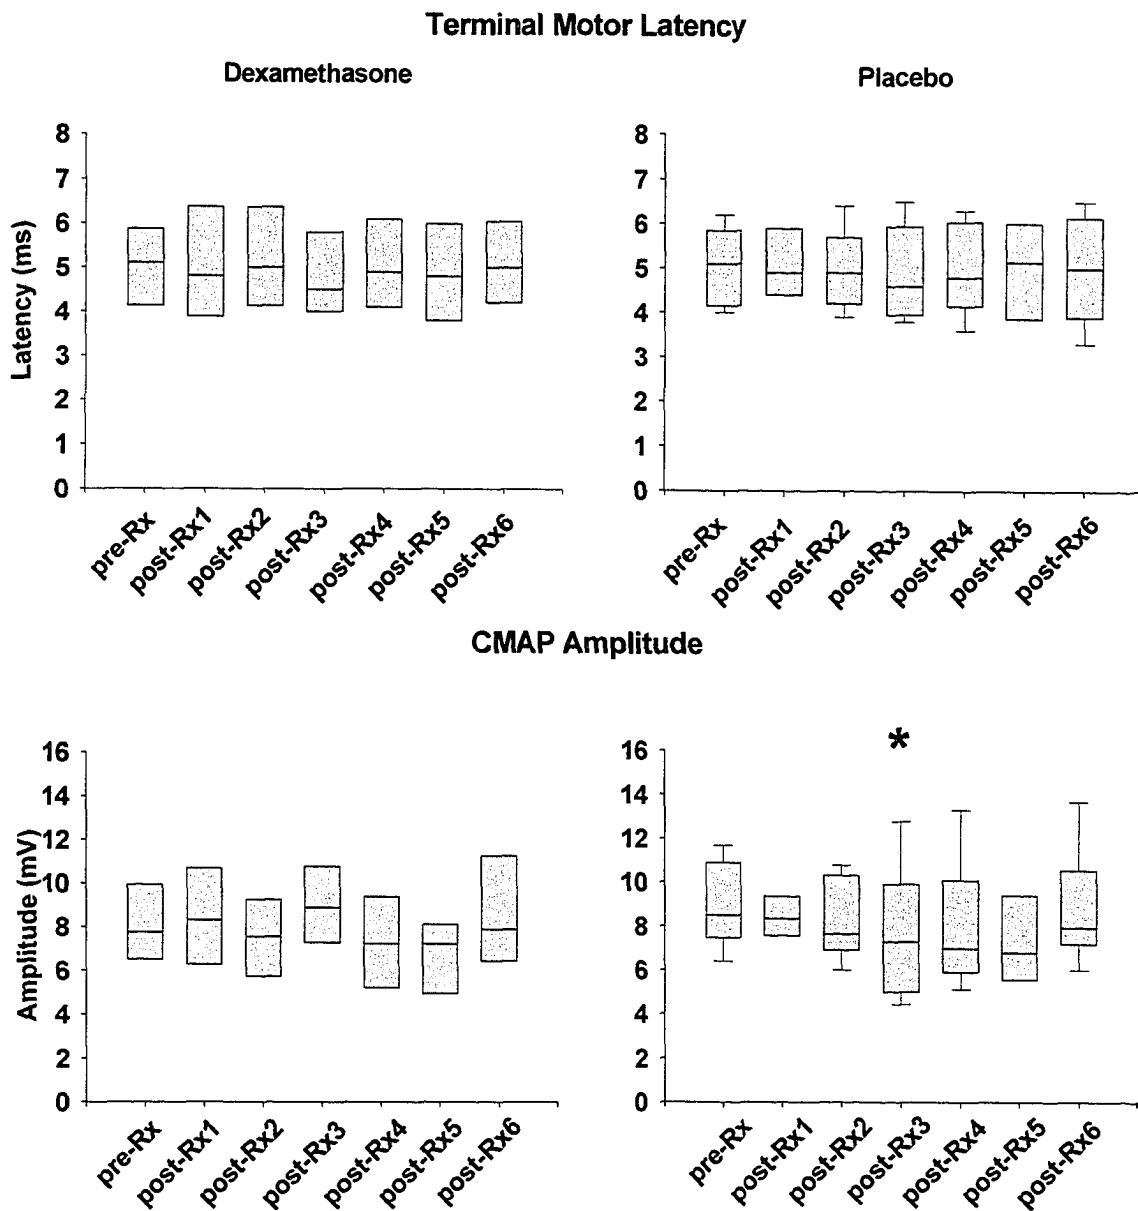 Terminal Motor Latency
Dexamethasone
Placebo
Latency (ms)
8
7
6
5
4
3
2
1
0
pre-Rx
post-Rx1
post-Rx2
post-Rx3
post-Rx4
post-Rx5
post-Rx6
8
7
6
5
4
3
2
1
0
pre-Rx
post-Rx1
post-Rx2
post-Rx3
post-Rx4
post-Rx5
post-Rx6
CMAP Amplitude
Amplitude (mV)
16
14
12
10
8
6
4
2
0
pre-Rx
post-Rx1
post-Rx2
post-Rx3
post-Rx4
post-Rx5
post-Rx6
*
16
14
12
10
8
6
4
2
0
pre-Rx
post-Rx1
post-Rx2
post-Rx3
post-Rx4
post-Rx5
post-Rx6